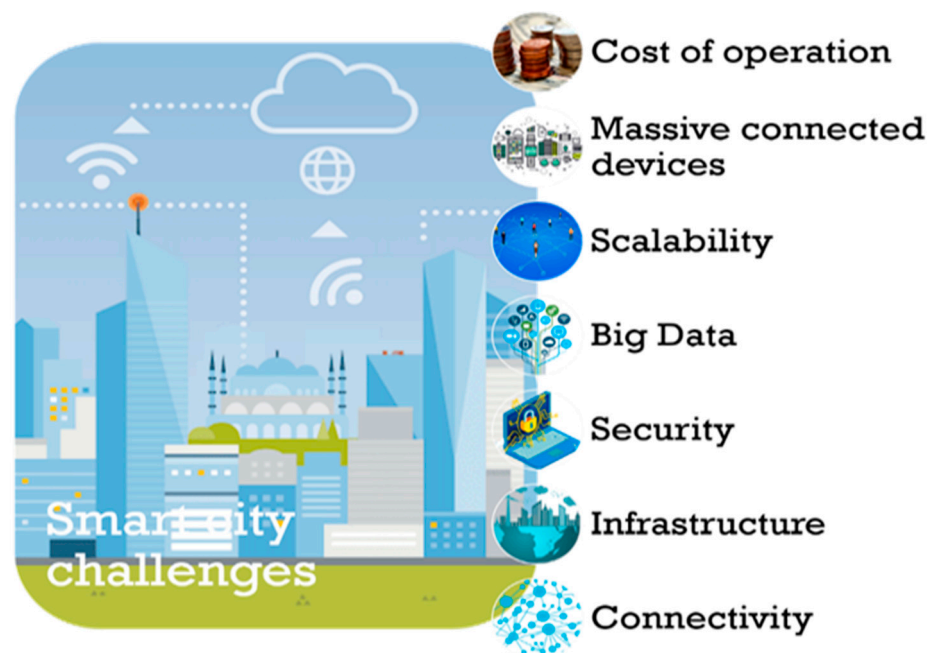 Smart city
challenges
Cost of operation
Massive connected
devices
Scalability
Big Data
Security
Infrastructure
Connectivity